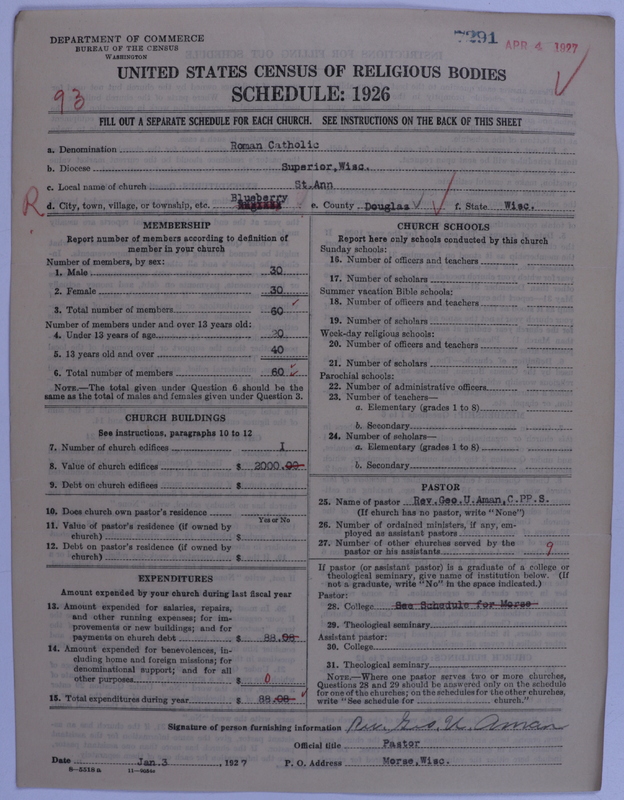 DEPARTMENT OF COMMERCE
BUREAU OF THE CENSUS
WASHINGTON
APR 4 1927
UNITED STATES CENSUS OF RELIGIOUS BODIES
SCHEDULE: 1926
93
FILL OUT A SEPARATE SCHEDULE FOR EACH CHURCH. SEE INSTRUCTIONS ON THE BACK OF THIS SHEET
a. Denomination Roman Catholic
b. Diocese Superior, Wisc.
c. Local name of church St.Ann
R d. City, town, village, or township, etc. Blueberry e. County Douglas f. State Wisc.
MEMBERSHIP
Report number of members according to definition of
member in your church
Number of members, by sex:
1. Male 30
2. Female 30
3. Total number of members 60
Number of members under and over 13 years old:
4. Under 13 years of age 20
5. 13 years old and over 40
6. Total number of members 60
NOTE.—The total given under Question 6 should be the
same as the total of males and females given under Question 3.
CHURCH BUILDINGS
See instructions, paragraphs 10 to 12
7. Number of church edifices I
8. Value of church edifices $ 2000.00
9. Debt on church edifices $
10. Does church own pastor's residence
Yes or No
11. Value of pastor's residence (if owned by
church) $
12. Debt on pastor's residence (if owned by
church) $
EXPENDITURES
Amount expended by your church during last fiscal year
13. Amount expended for salaries, repairs,
and other running expenses; for im-
provements or new buildings; and for
payments on church debt $ 88.08
14. Amount expended for benevolences, in-
cluding home and foreign missions; for
denominational support; and for all
other purposes $ 0
15. Total expenditures during year $ 88.08
CHURCH SCHOOLS
Report here only schools conducted by this church
Sunday schools:
16. Number of officers and teachers
17. Number of scholars
Summer vacation Bible schools:
18. Number of officers and teachers
19. Number of scholars
Week-day religious schools:
20. Number of officers and teachers
21. Number of scholars
Parochial schools:
22. Number of administrative officers
23. Number of teachers—
a. Elementary (grades 1 to 8)
b. Secondary
24. Number of scholars—
a. Elementary (grades 1 to 8)
b. Secondary
PASTOR
25. Name of pastor Rev.Geo.U.Aman,C.PP.S.
(If church has no pastor, write "None")
26. Number of ordained ministers, if any, em-
ployed as assistant pastors
27. Number of other churches served by the
pastor or his assistants 9
If pastor (or assistant pastor) is a graduate of a college or
theological seminary, give name of institution below. (If
not a graduate, write "No" in the space indicated.)
Pastor:
28. College See Schedule for Morse
29. Theological seminary
Assistant pastor:
30. College
31. Theological seminary
NOTE.—Where one pastor serves two or more churches,
Questions 28 and 29 should be answered only on the schedule
for one of the churches; on the schedules for the other churches,
write "See schedule for church."
Signature of person furnishing information Rev. Geo. U. Aman
Official title Pastor
Date Jan.3, 1927 P. O. Address Morse, Wisc.